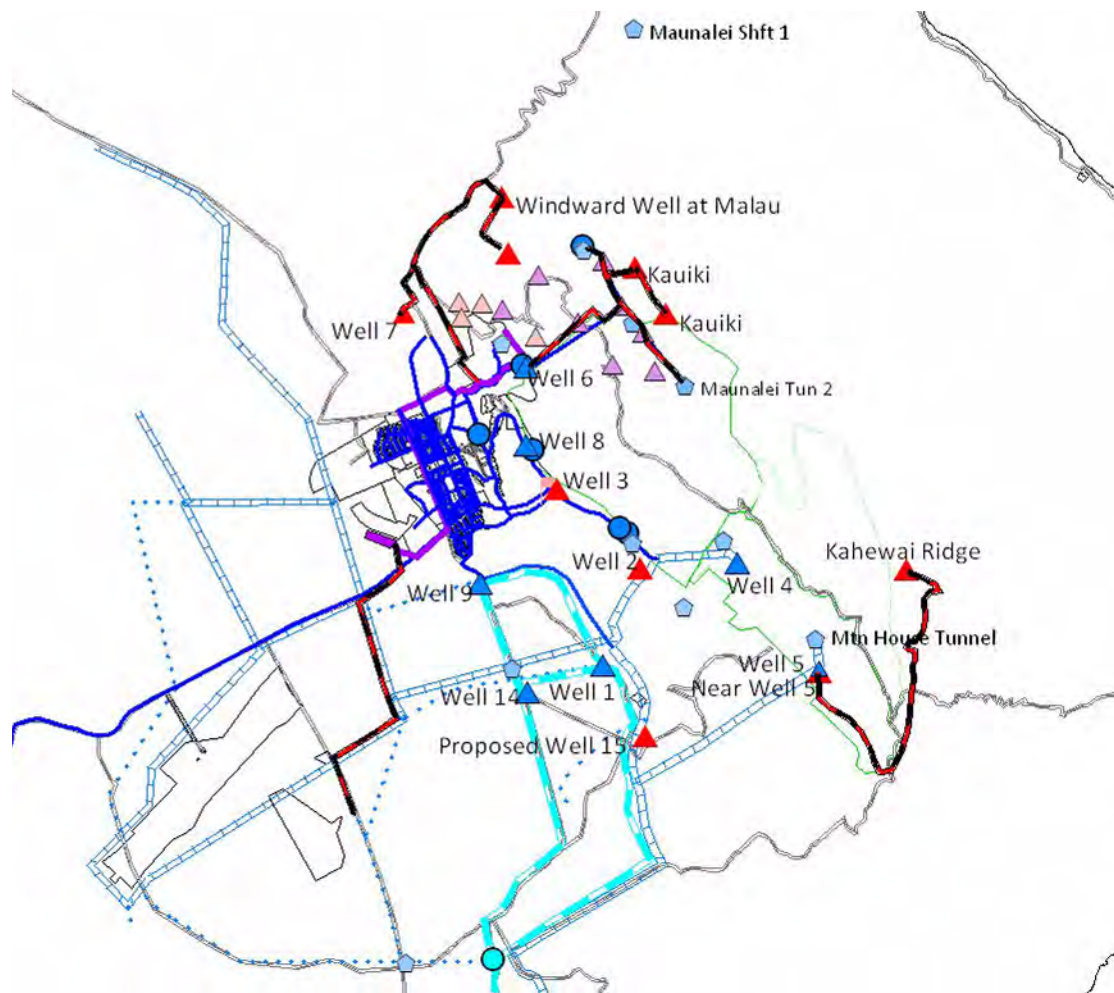 Maunalei Shft 1
Windward Well at Malau
Kauiki
Kauiki
Well 7
Well 6
Maunalei Tun 2
Well 8
Well 3
Well 2
Well 4
Kahewai Ridge
Well 9
Mtn House Tunnel
Well 5
Near Well 5
Well 14
Well 1
Proposed Well 15